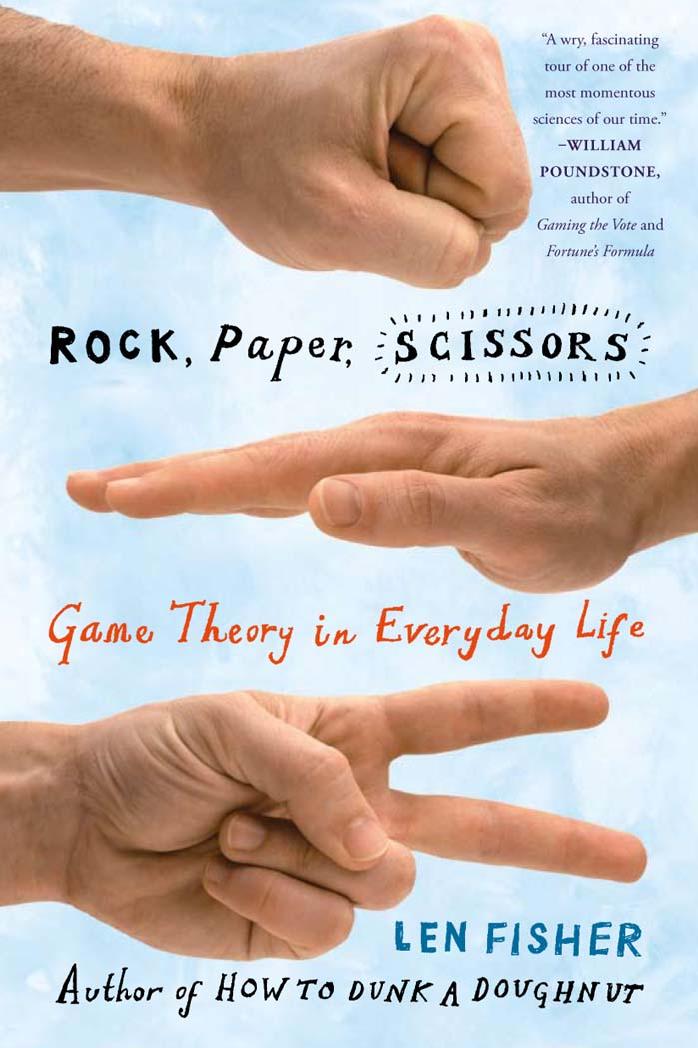 “A wry, fascinating
tour of one of the
most momentous
sciences of our time.”
–WILLIAM
POUNDSTONE,
author of
Gaming the Vote and
Fortune’s Formula
ROCK, Paper, SCISSORS
Game Theory in Everyday Life
LEN FISHER
Author of HOW TO DUNK A DOUGHNUT